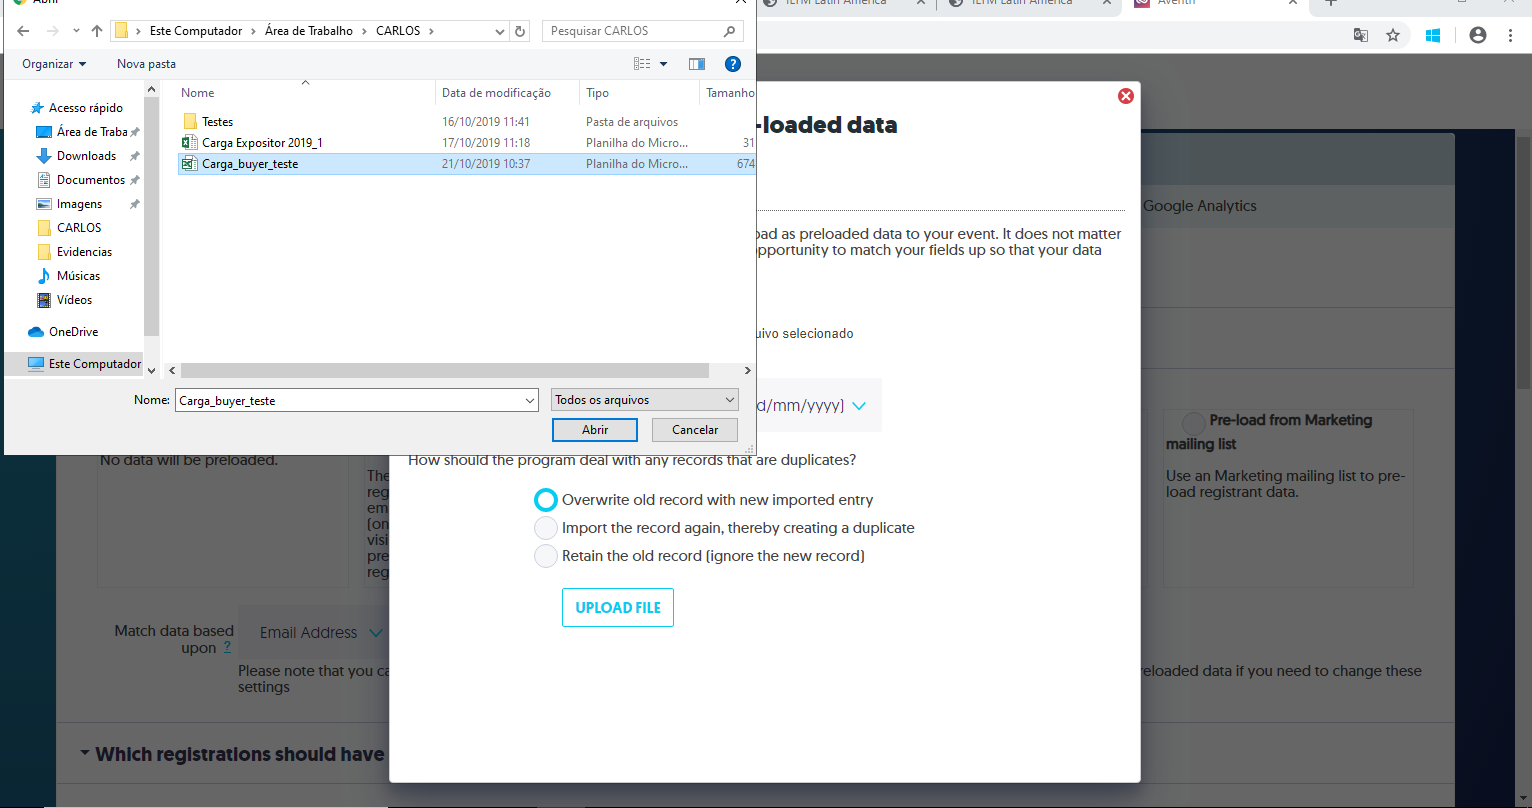 Abrir
ILTM Latin America
ILTM Latin America
Aventri
Este Computador
Área de Trabalho
CARLOS
Pesquisar CARLOS
Organizar
Nova pasta
Nome
Data de modificação
Tipo
Tamanho
Acesso rápido
Área de Traba
Downloads
Documentos
Imagens
CARLOS
Evidencias
Músicas
Vídeos
OneDrive
Este Computador
Testes 16/10/2019 11:41 Pasta de arquivos
Carga Expositor 2019_1 17/10/2019 11:18 Planilha do Micro... 31
Carga_buyer_teste 21/10/2019 10:37 Planilha do Micro... 674
Nome: Carga_buyer_teste
Todos os arquivos
Abrir
Cancelar
-loaded data
Google Analytics
oad as preloaded data to your event. It does not matter
opportunity to match your fields up so that your data
uivo selecionado
d/mm/yyyy)
How should the program deal with any records that are duplicates?
Overwrite old record with new imported entry
Import the record again, thereby creating a duplicate
Retain the old record (ignore the new record)
UPLOAD FILE
No data will be preloaded.
The
reg
em
(on
visi
pre
reg
Pre-load from Marketing
mailing list
Use an Marketing mailing list to pre-
load registrant data.
Match data based
upon ?
Email Address
Please note that you ca
reloaded data if you need to change these
settings
Which registrations should have